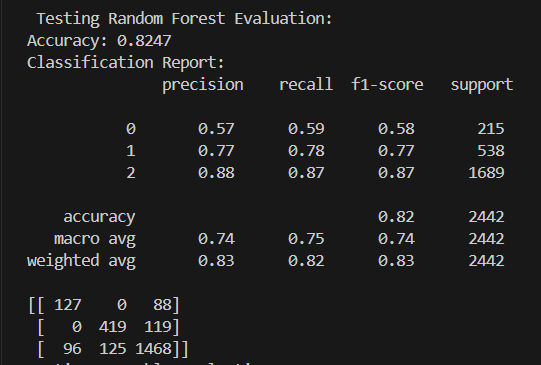 Testing Random Forest Evaluation:
Accuracy: 0.8247
Classification Report:
precision recall f1-score support
0 0.57 0.59 0.58 215
1 0.77 0.78 0.77 538
2 0.88 0.87 0.87 1689
accuracy 0.82 2442
macro avg 0.74 0.75 0.74 2442
weighted avg 0.83 0.82 0.83 2442
[[ 127 0 88]
[ 0 419 119]
[ 96 125 1468]]